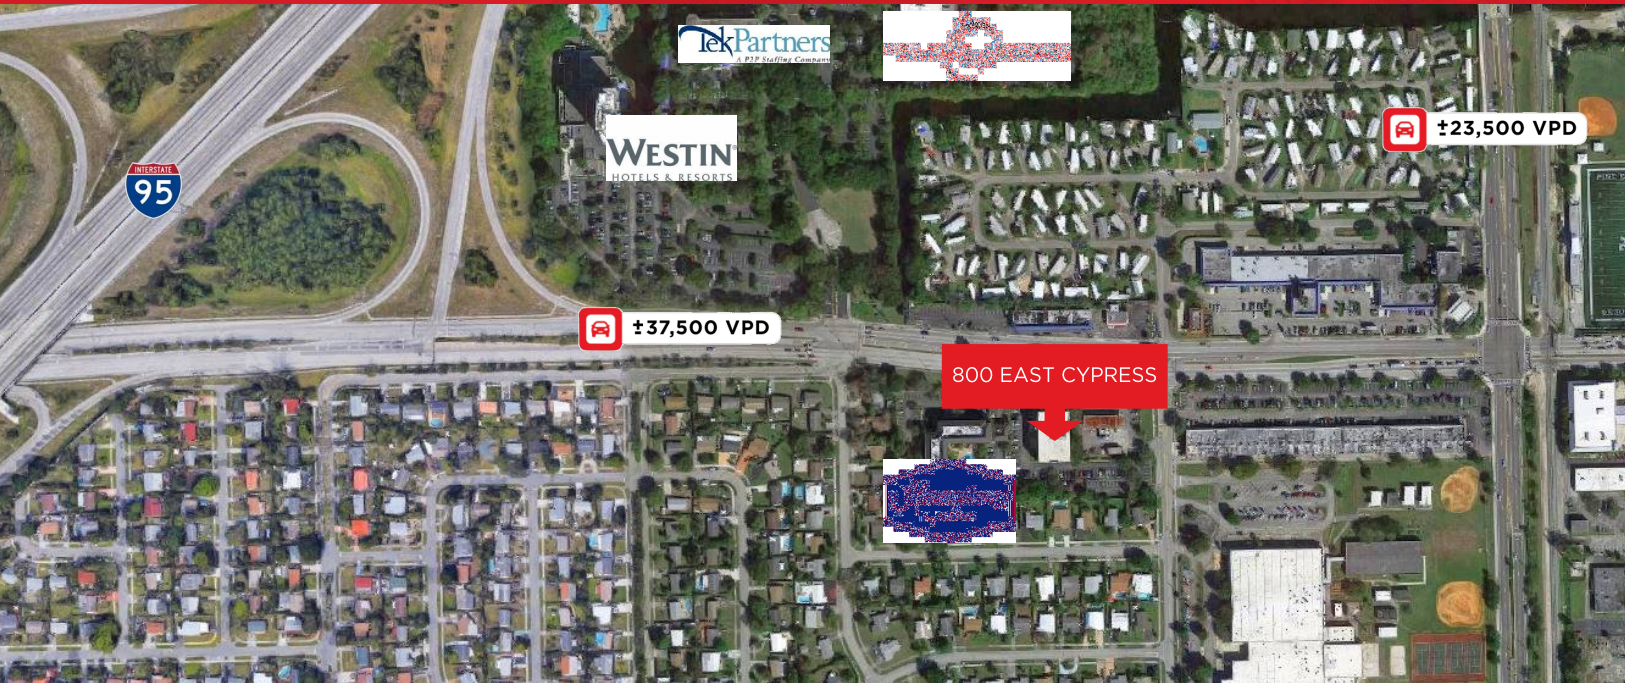 TekPartners
A P2P Staffing Company
WESTIN
HOTELS & RESORTS
±23,500 VPD
INTERSTATE
95
±37,500 VPD
800 EAST CYPRESS